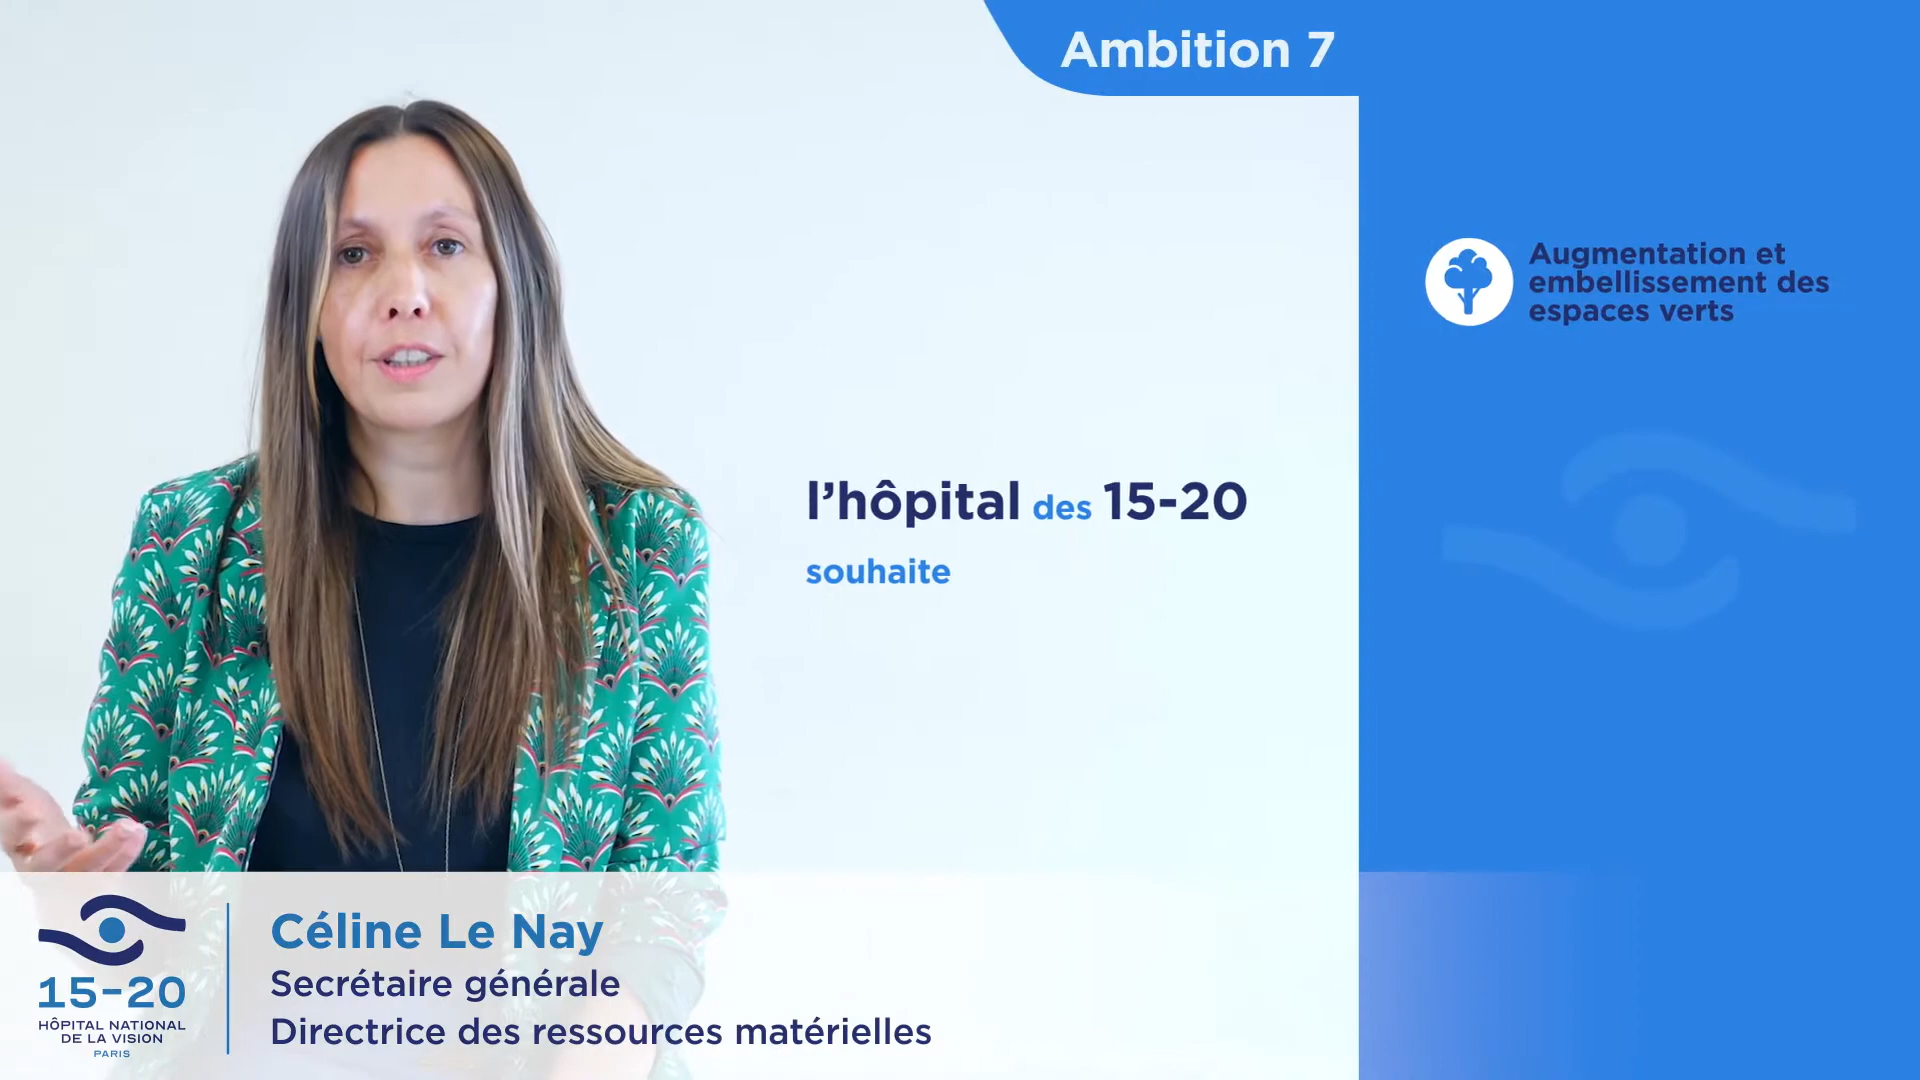 Ambition 7
Augmentation et
embellissement des
espaces verts
l’hôpital des 15-20
souhaite
Céline Le Nay
Secrétaire générale
Directrice des ressources matérielles
15-20
HÔPITAL NATIONAL
DE LA VISION
PARIS